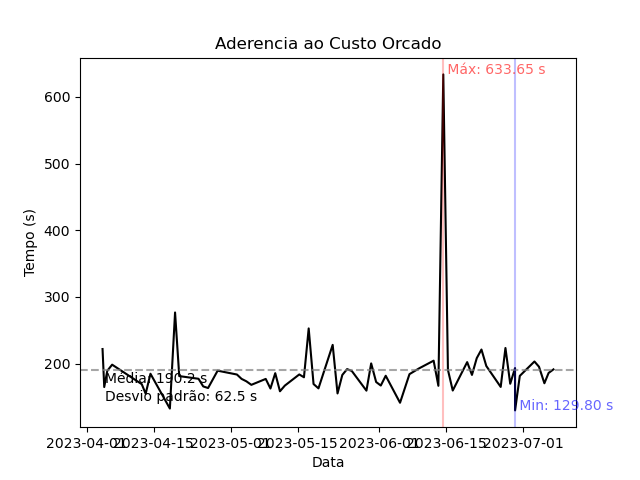 Aderencia ao Custo Orcado
Máx: 633.65 s
600
500
400
300
200
Tempo (s)
Média: 190.2 s
Desvio padrão: 62.5 s
Min: 129.80 s
2023-04-01 2023-04-15 2023-05-01 2023-05-15 2023-06-01 2023-06-15 2023-07-01
Data